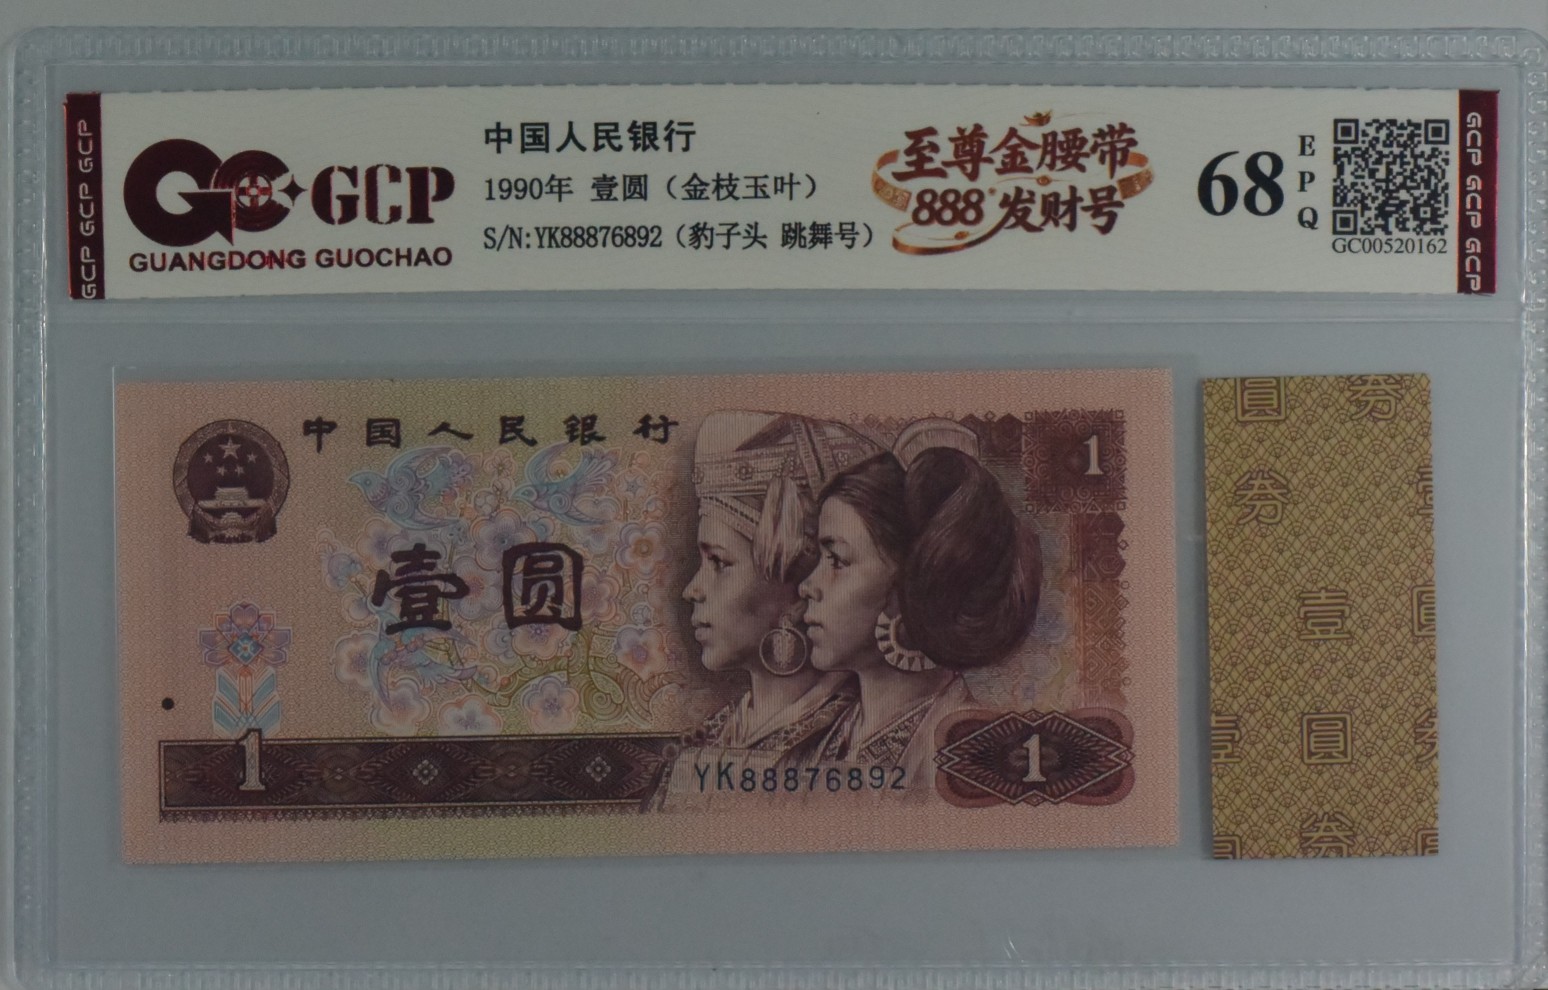 GCP GCP GCP
GCP
GUANGDONG GUOCHAO
中国人民银行
1990年 壹圆（金枝玉叶）
S/N:YK88876892（豹子头 跳舞号）
至尊金腰带
888发财号
68
EPQ
GC00520162
GCP GCP GCP
中国人民银行
1
壹圆
1
YK88876892
1
圆 券
券
壹
圆
券